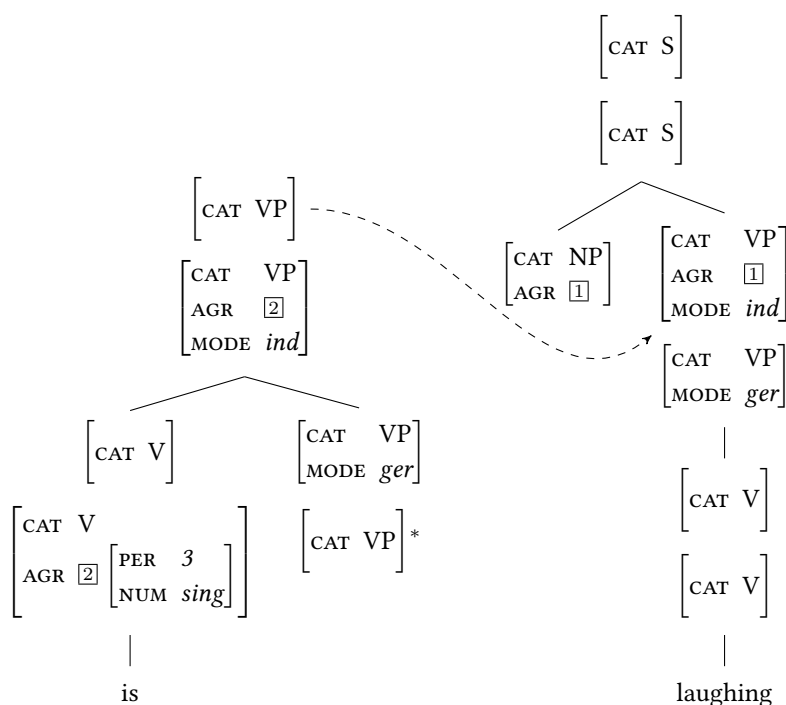 [CAT S]
[CAT S]
[CAT VP]
[CAT NP
AGR 1]
[CAT VP
AGR 1
MODE ind]
[CAT VP
AGR 2
MODE ind]
[CAT VP
MODE ger]
[CAT V]
[CAT VP
MODE ger]
[CAT V]
[CAT V
AGR 2 [PER 3
NUM sing]]
[CAT VP]*
[CAT V]
is
laughing